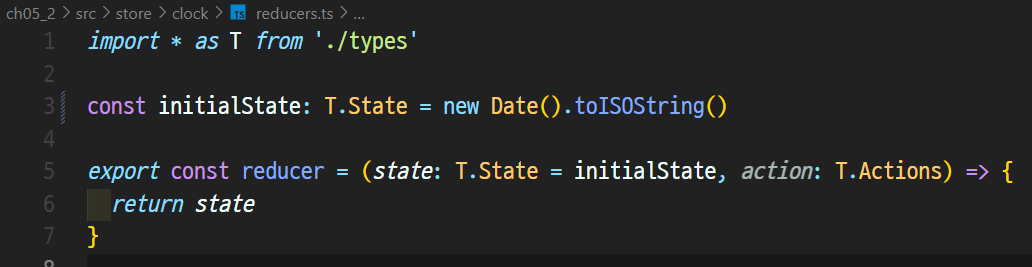 ch05_2 > src > store > clock > TS reducers.ts > ...
1 import * as T from './types'
2
3 const initialState: T.State = new Date().toISOString()
4
5 export const reducer = (state: T.State = initialState, action: T.Actions) => {
6 return state
7 }
8